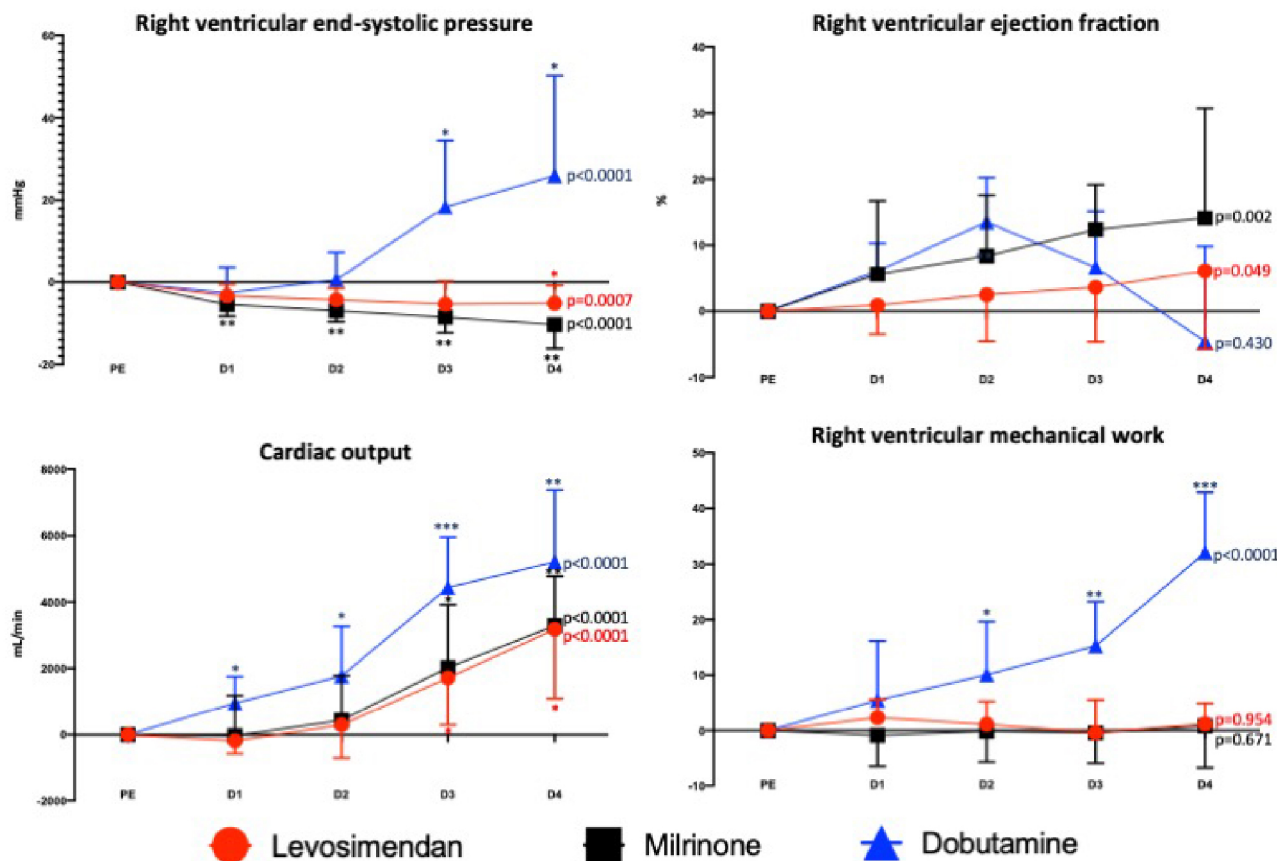 Right ventricular end-systolic pressure
60
40
20
0
-20
mmHg
*
*
p<0.0001
*
p=0.0007
p<0.0001
**
**
**
**
PE D1 D2 D3 D4
Right ventricular ejection fraction
40
30
20
10
0
-10
%
p=0.002
p=0.049
p=0.430
PE D1 D2 D3 D4
Cardiac output
8000
6000
4000
2000
0
-2000
mL/min
**
***
*
*
p<0.0001
**
*
p<0.0001
p<0.0001
*
*
PE D1 D2 D3 D4
Right ventricular mechanical work
50
40
30
20
10
0
-10
***
p<0.0001
**
*
p=0.954
p=0.671
PE D1 D2 D3 D4
Levosimendan Milrinone Dobutamine